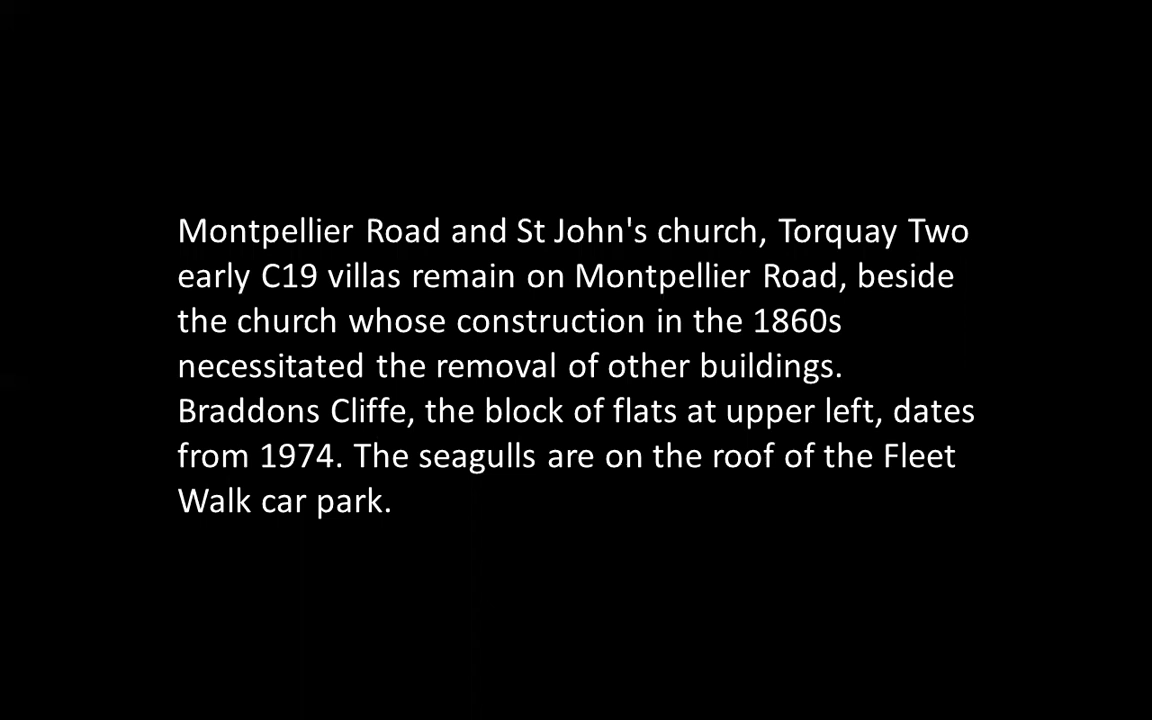 Montpellier Road and St John's church, Torquay Two
early C19 villas remain on Montpellier Road, beside
the church whose construction in the 1860s
necessitated the removal of other buildings.
Braddons Cliffe, the block of flats at upper left, dates
from 1974. The seagulls are on the roof of the Fleet
Walk car park.